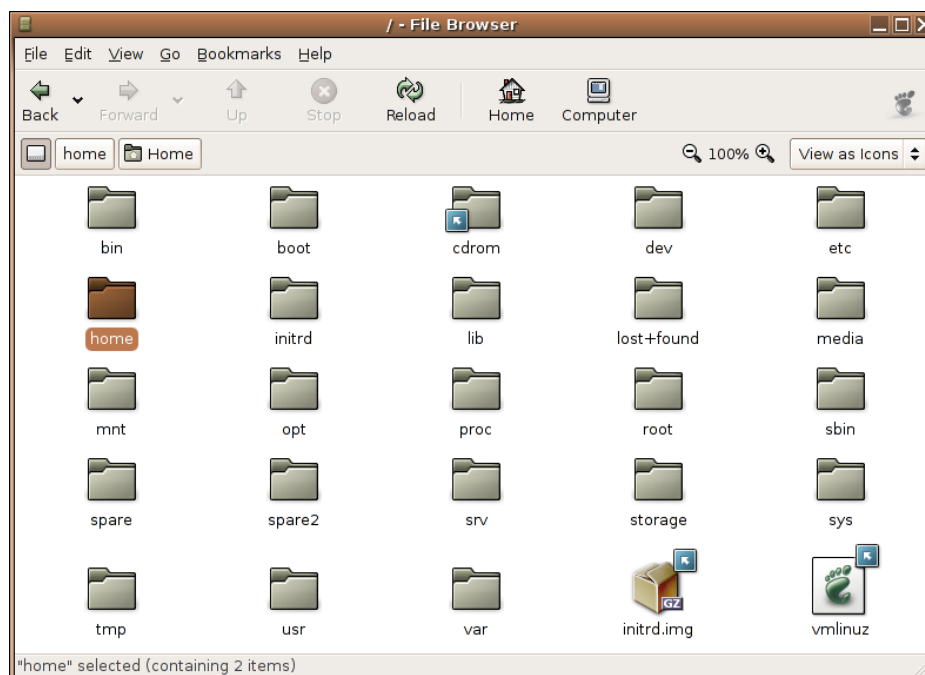 / - File Browser
File Edit View Go Bookmarks Help
Back Forward Up Stop Reload Home Computer
home Home 100% View as Icons
bin boot cdrom dev etc
home initrd lib lost+found media
mnt opt proc root sbin
spare spare2 srv storage sys
GZ
tmp usr var initrd.img vmlinuz
"home" selected (containing 2 items)